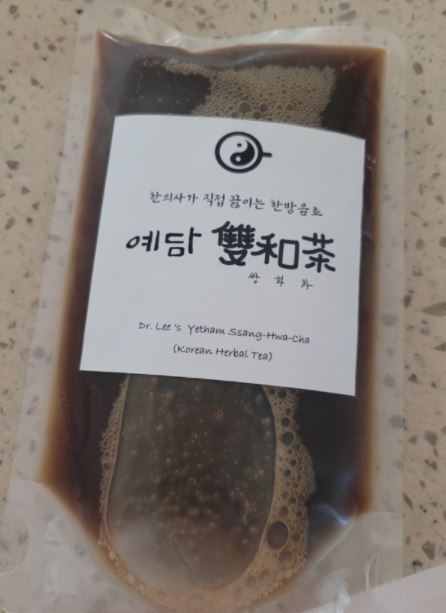 한의사가 직접 끓이는 한방음료
예담 雙和茶
쌍화차
Dr. Lee's Yetham Ssang-Hwa-Cha
(Korean Herbal Tea)